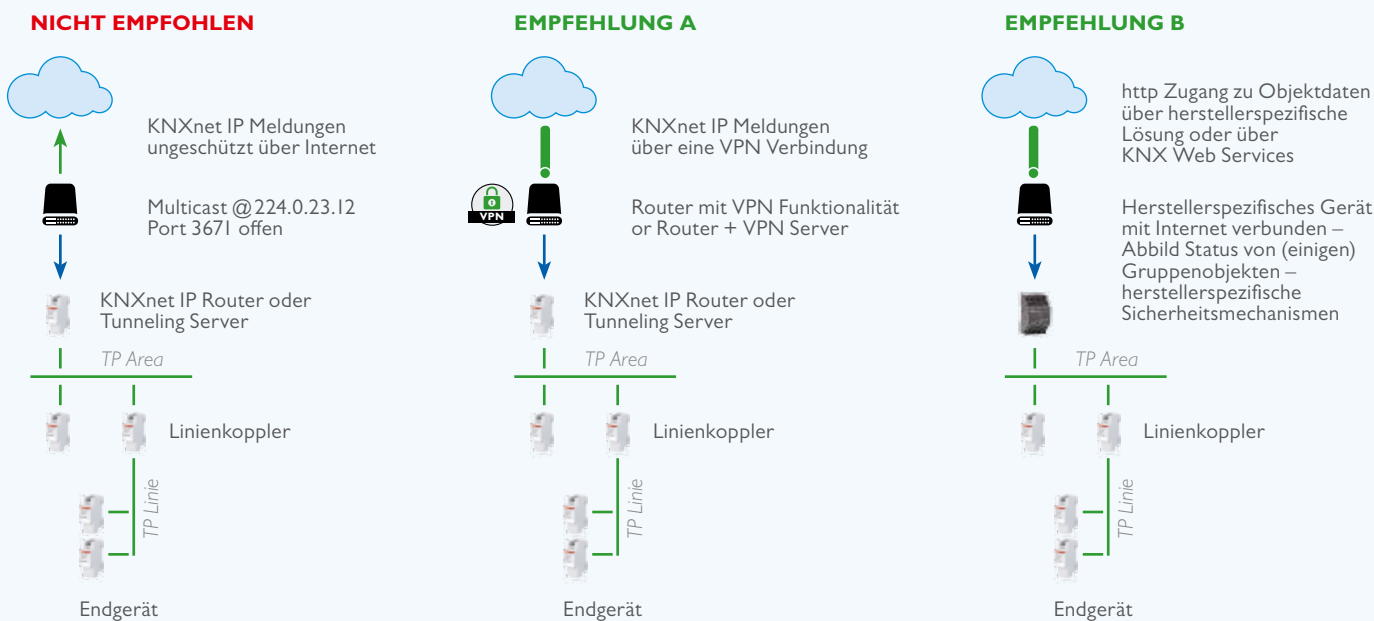 NICHT EMPFOHLEN
KNXnet IP Meldungen
ungeschützt über Internet
Multicast @224.0.23.12
Port 3671 offen
KNXnet IP Router oder
Tunneling Server
TP Area
Linienkoppler
TP Linie
Endgerät
EMPFEHLUNG A
KNXnet IP Meldungen
über eine VPN Verbindung
VPN
Router mit VPN Funktionalität
or Router + VPN Server
KNXnet IP Router oder
Tunneling Server
TP Area
Linienkoppler
TP Linie
Endgerät
EMPFEHLUNG B
http Zugang zu Objektdaten
über herstellerspezifische
Lösung oder über
KNX Web Services
Herstellerspezifisches Gerät
mit Internet verbunden –
Abbild Status von (einigen)
Gruppenobjekten –
herstellerspezifische
Sicherheitsmechanismen
TP Area
Linienkoppler
TP Linie
Endgerät